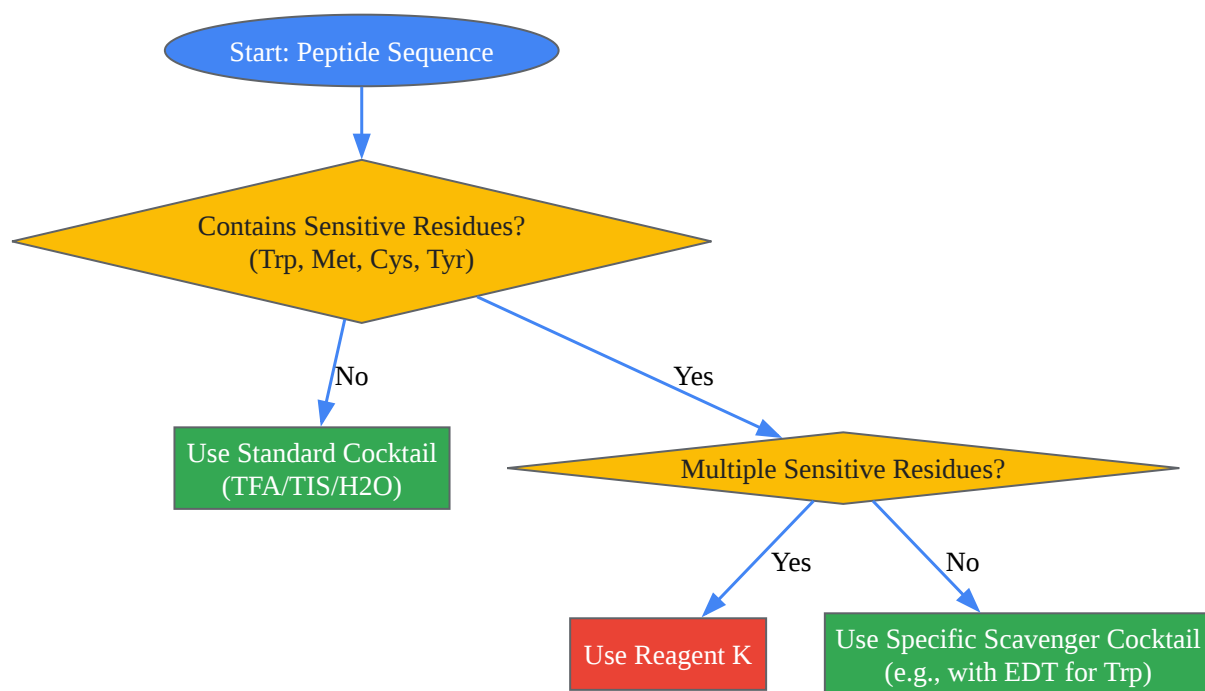 Start: Peptide Sequence
Contains Sensitive Residues?
(Trp, Met, Cys, Tyr)
No
Yes
Use Standard Cocktail
(TFA/TIS/H2O)
Multiple Sensitive Residues?
Yes
No
Use Reagent K
Use Specific Scavenger Cocktail
(e.g., with EDT for Trp)